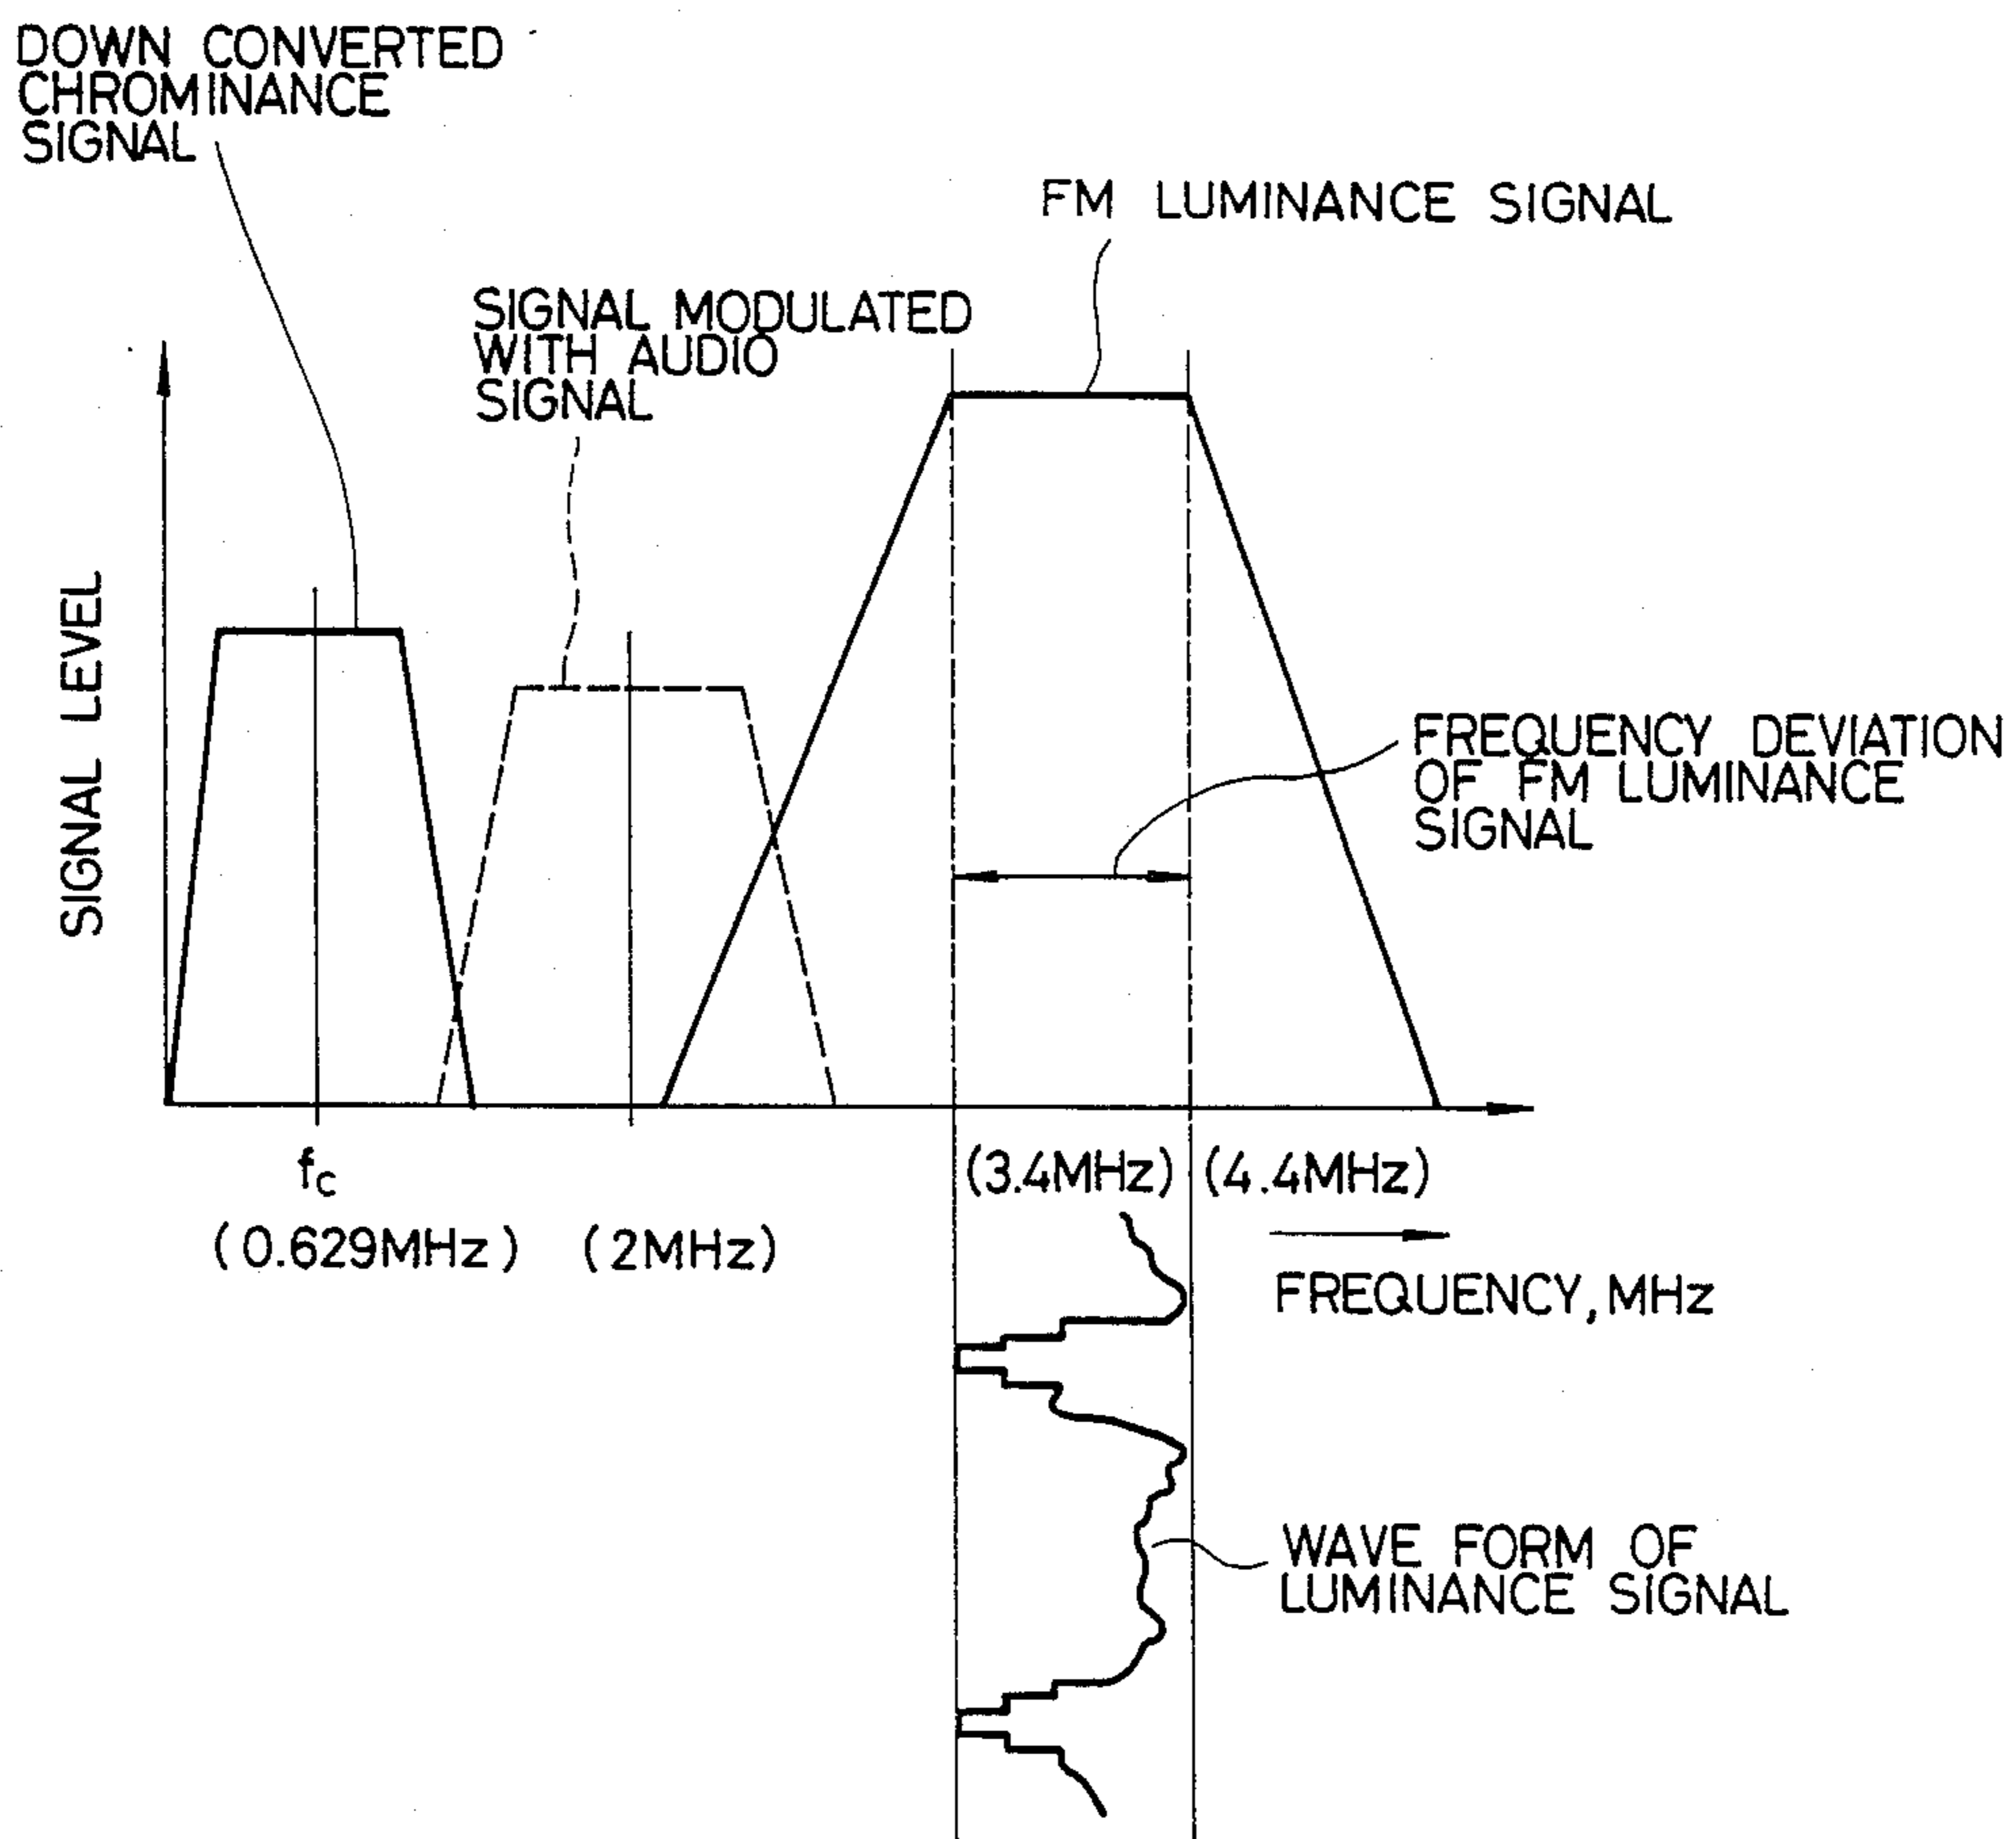 DOWN CONVERTED
CHROMINANCE
SIGNAL
FM LUMINANCE SIGNAL
SIGNAL MODULATED
WITH AUDIO
SIGNAL
SIGNAL LEVEL
FREQUENCY DEVIATION
OF FM LUMINANCE
SIGNAL
fc
(0.629MHz)
(2MHz)
(3.4MHz)
(4.4MHz)
FREQUENCY, MHz
WAVE FORM OF
LUMINANCE SIGNAL